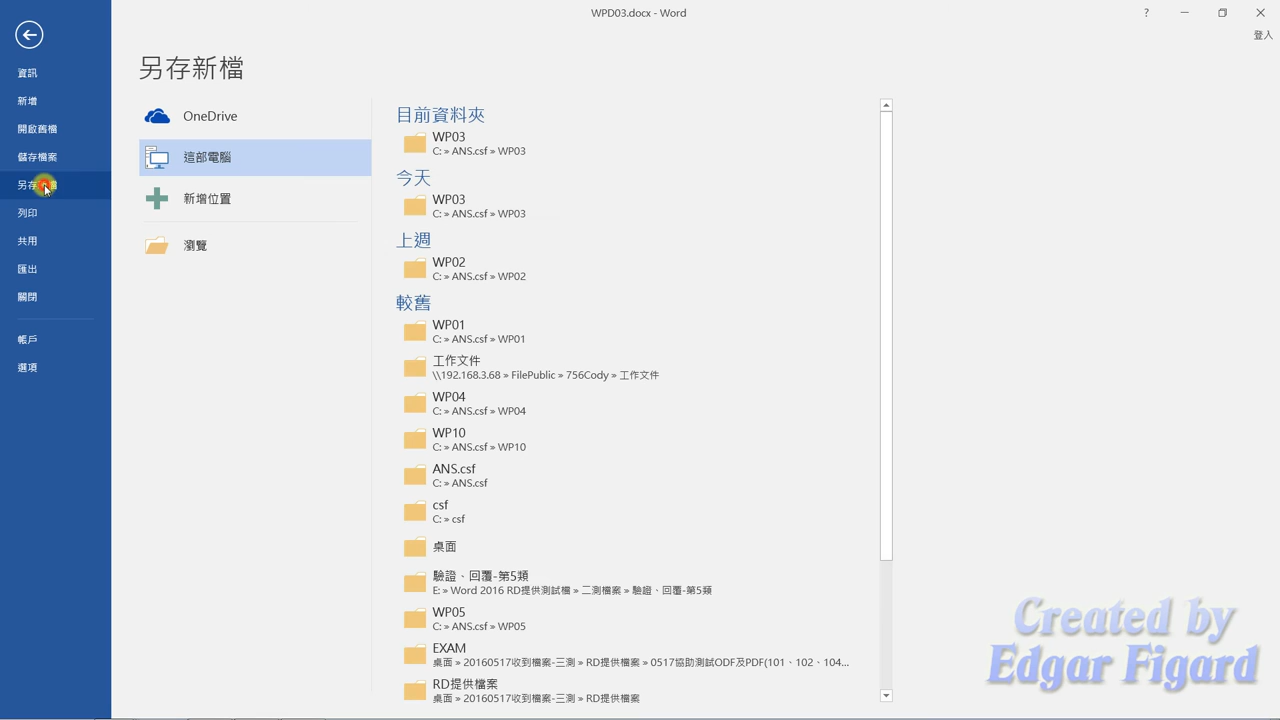 WPD03.docx - Word
?
登入
資訊
新增
開啟舊檔
儲存檔案
另存
列印
共用
匯出
關閉
帳戶
選項
另存新檔
OneDrive
這部電腦
新增位置
瀏覽
目前資料夾
WP03
C: » ANS.csf » WP03
今天
WP03
C: » ANS.csf » WP03
上週
WP02
C: » ANS.csf » WP02
較舊
WP01
C: » ANS.csf » WP01
工作文件
\\192.168.3.68 » FilePublic » 756Cody » 工作文件
WP04
C: » ANS.csf » WP04
WP10
C: » ANS.csf » WP10
ANS.csf
C: » ANS.csf
csf
C: » csf
桌面
驗證、回覆-第5類
E: » Word 2016 RD提供測試檔 » 二測檔案 » 驗證、回覆-第5類
WP05
C: » ANS.csf » WP05
EXAM
桌面 » 20160517收到檔案-三測 » RD提供檔案 » 0517協助測試ODF及PDF(101、102、104...
RD提供檔案
桌面 » 20160517收到檔案-三測 » RD提供檔案
Created by
Edgar Figard